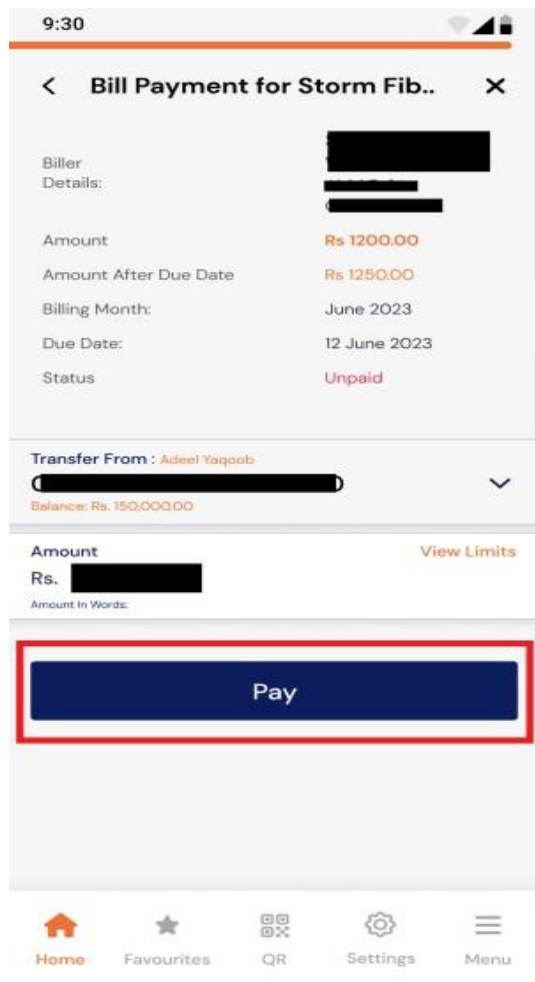 9:30
Bill Payment for Storm Fib..
Biller
Details:
Amount Rs 1200.00
Amount After Due Date Rs 1250.00
Billing Month: June 2023
Due Date: 12 June 2023
Status Unpaid
Transfer From : Adeel Yaqoob
Balance: Rs. 150,000.00
Amount View Limits
Rs.
Amount In Words:
Pay
Home Favourites QR Settings Menu